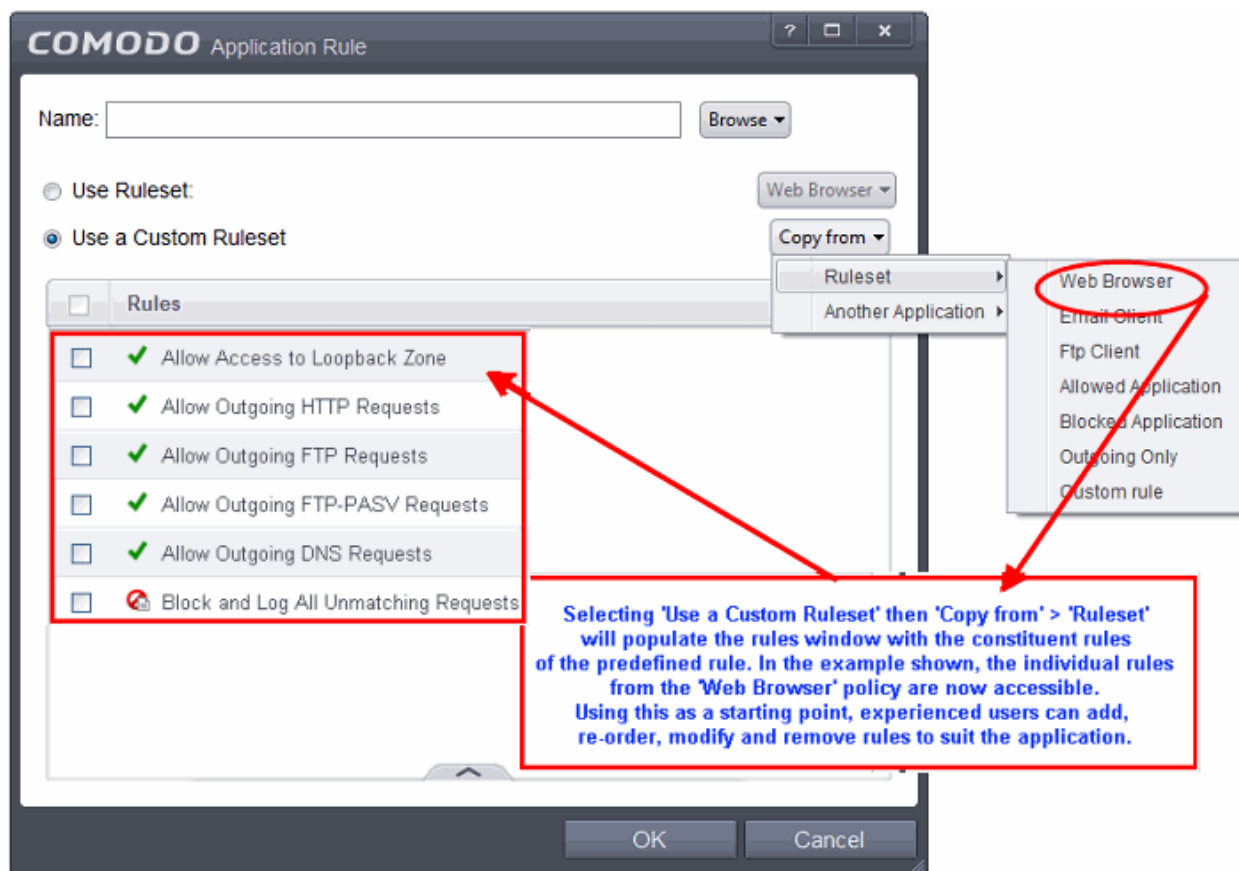 COMODO Application Rule
?
Name:
Browse
Use Ruleset:
Web Browser
Use a Custom Ruleset
Copy from
Ruleset
Another Application
Web Browser
Email Client
Ftp Client
Allowed Application
Blocked Application
Outgoing Only
Custom rule
Rules
Allow Access to Loopback Zone
Allow Outgoing HTTP Requests
Allow Outgoing FTP Requests
Allow Outgoing FTP-PASV Requests
Allow Outgoing DNS Requests
Block and Log All Unmatching Requests
Selecting 'Use a Custom Ruleset' then 'Copy from' > 'Ruleset'
will populate the rules window with the constituent rules
of the predefined rule. In the example shown, the individual rules
from the 'Web Browser' policy are now accessible.
Using this as a starting point, experienced users can add,
re-order, modify and remove rules to suit the application.
OK
Cancel